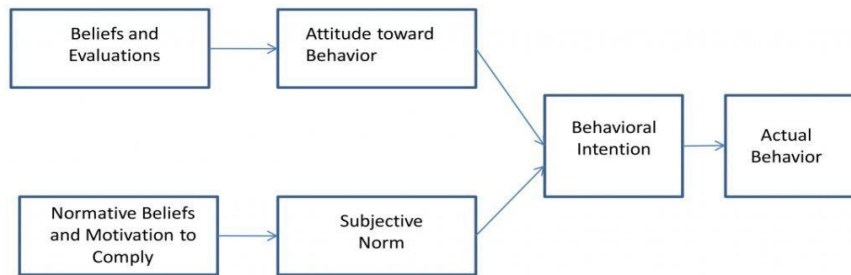 Beliefs and
Evaluations
Attitude toward
Behavior
Behavioral
Intention
Actual
Behavior
Normative Beliefs
and Motivation to
Comply
Subjective
Norm